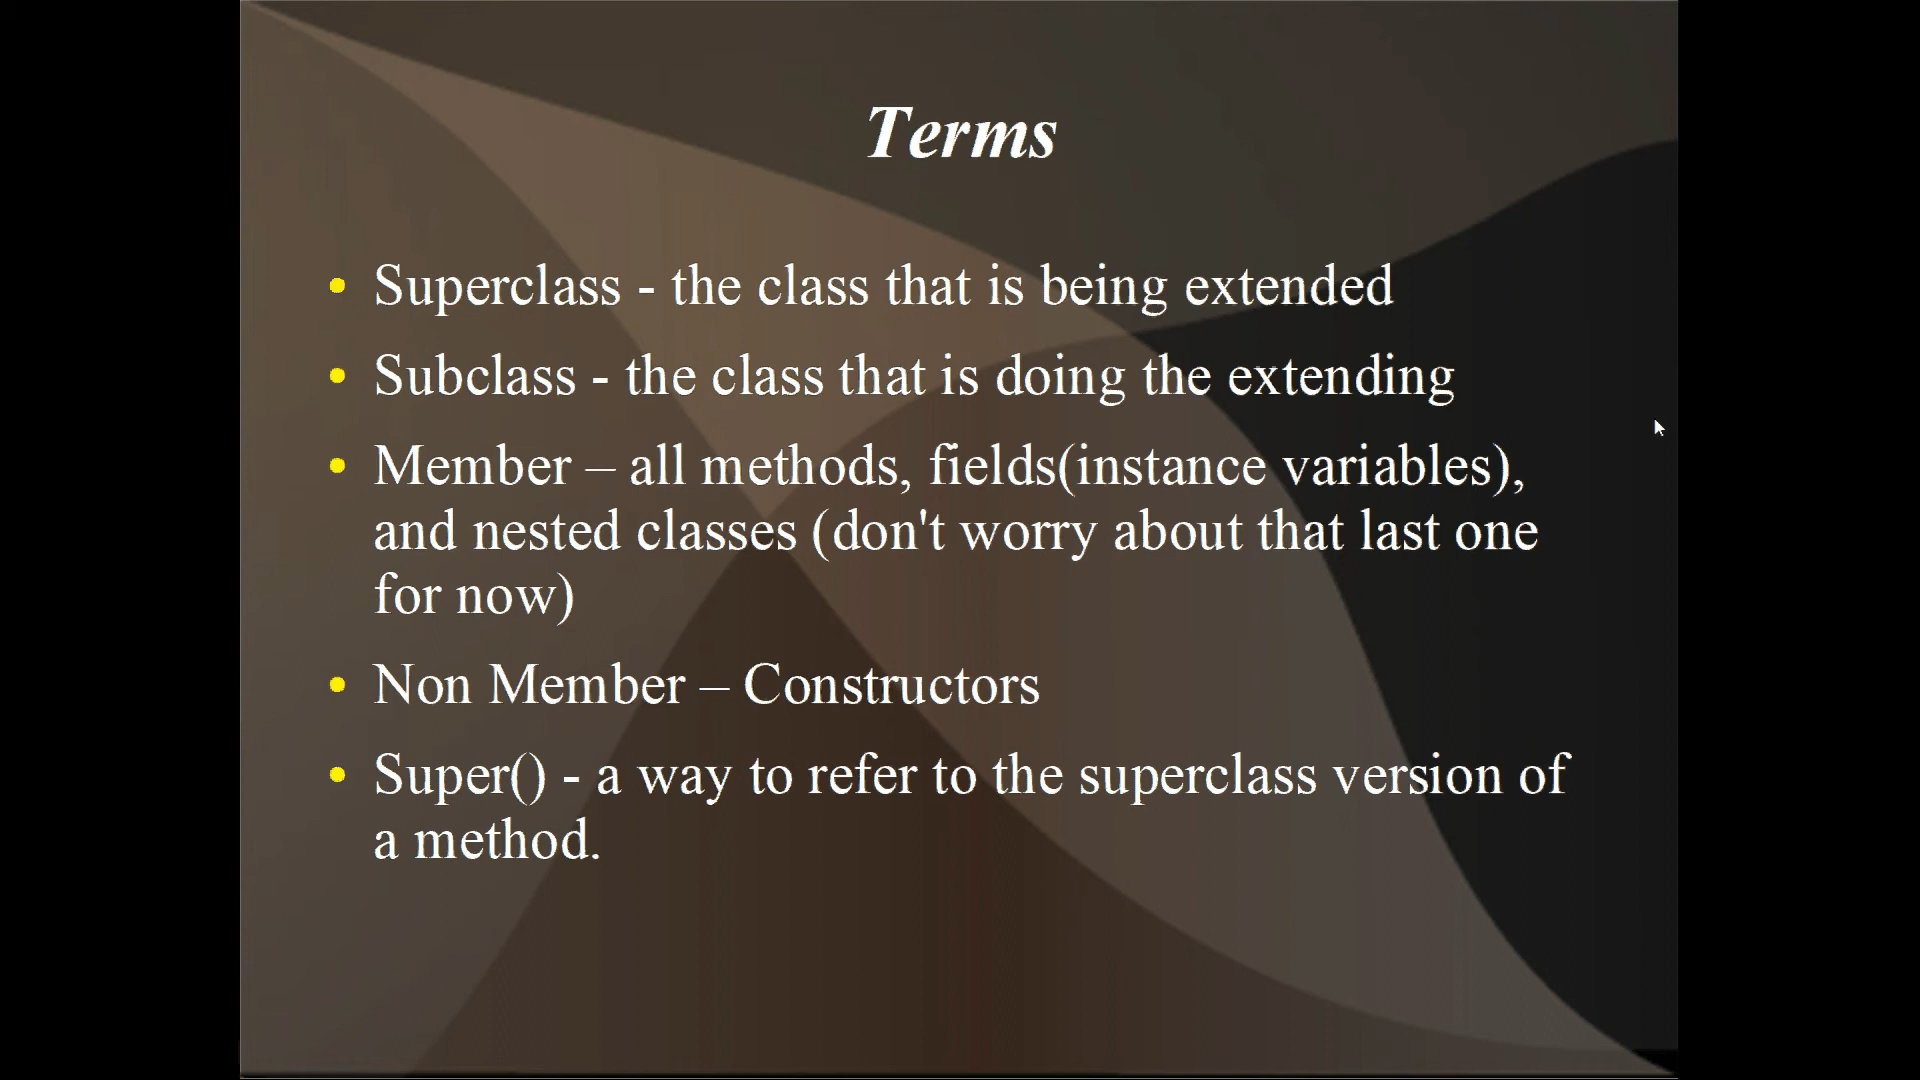 Terms
• Superclass - the class that is being extended
• Subclass - the class that is doing the extending
• Member – all methods, fields(instance variables),
and nested classes (don't worry about that last one
for now)
• Non Member – Constructors
• Super() - a way to refer to the superclass version of
a method.